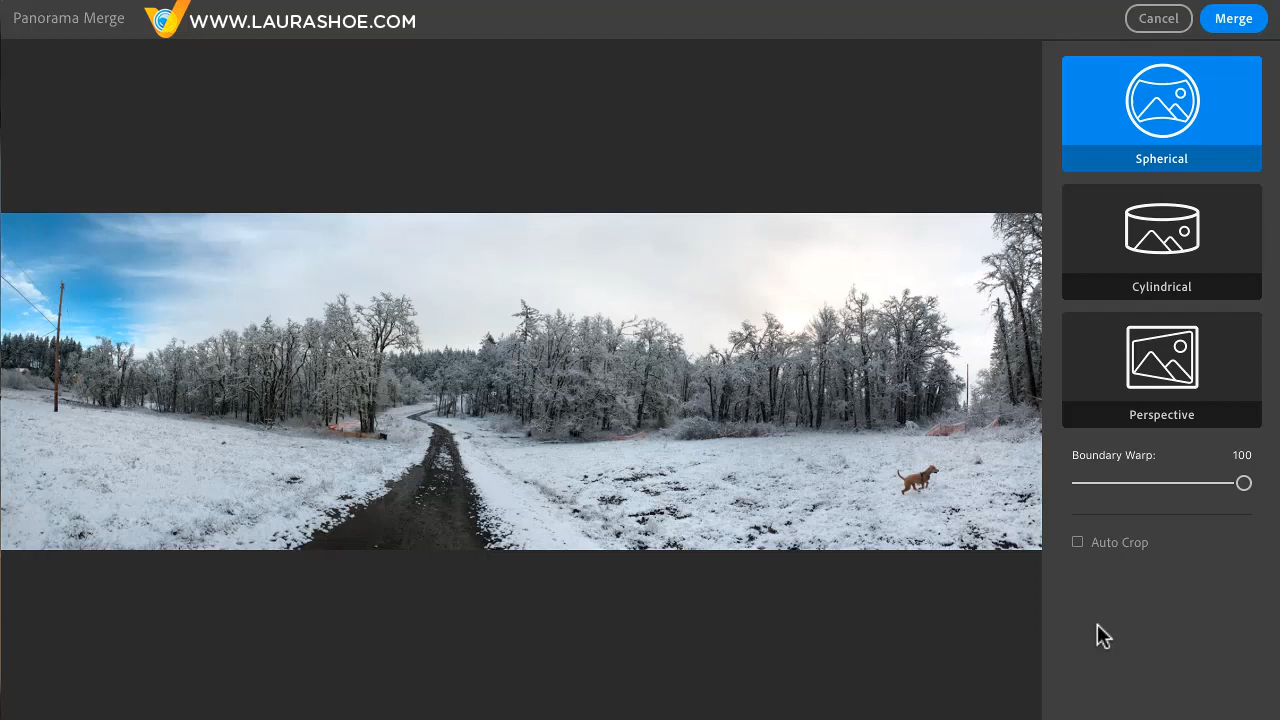 Panorama Merge
WWW.LAURASHOE.COM
Cancel
Merge
Spherical
Cylindrical
Perspective
Boundary Warp: 100
Auto Crop